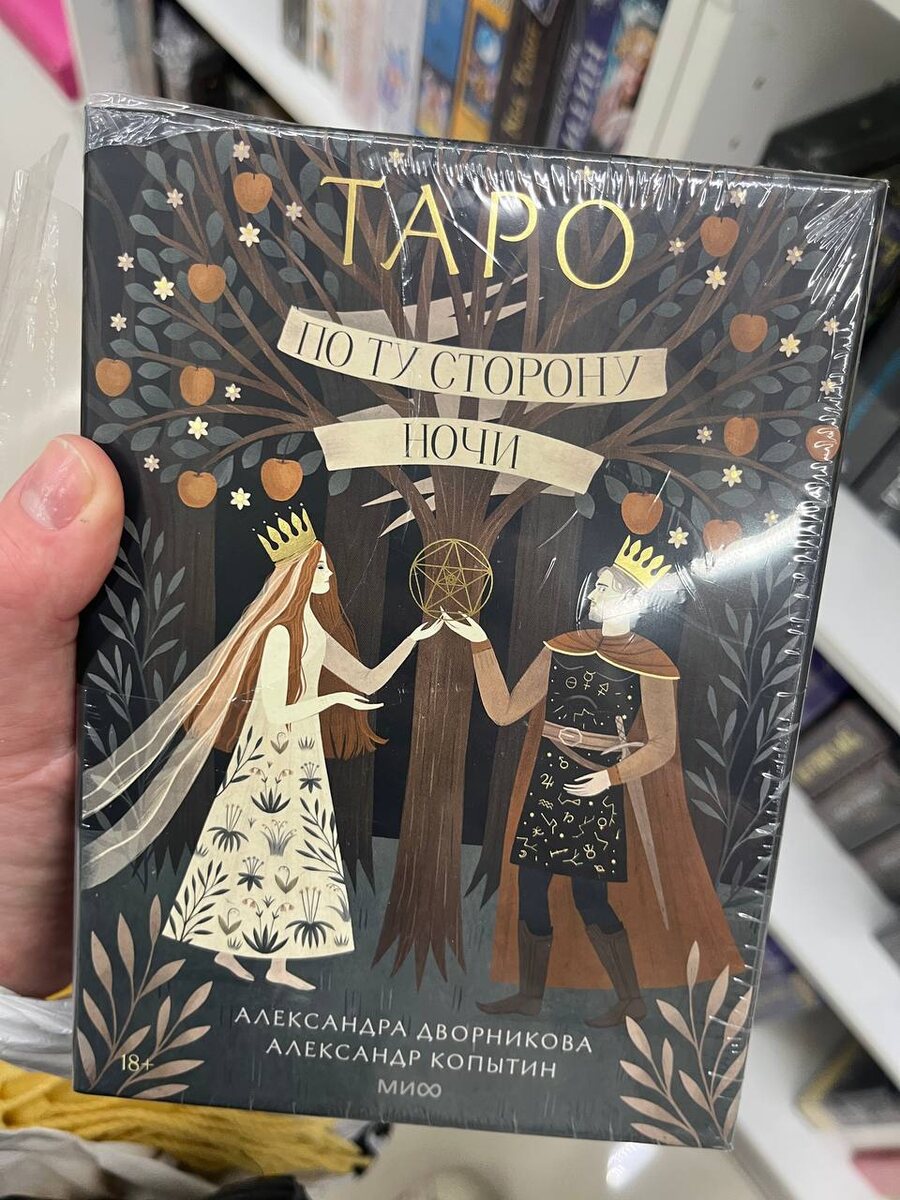 ТАРО
ПО ТУ СТОРОНУ
НОЧИ
АЛЕКСАНДРА ДВОРНИКОВА
АЛЕКСАНДР КОПЫТИН
18+
МИФ